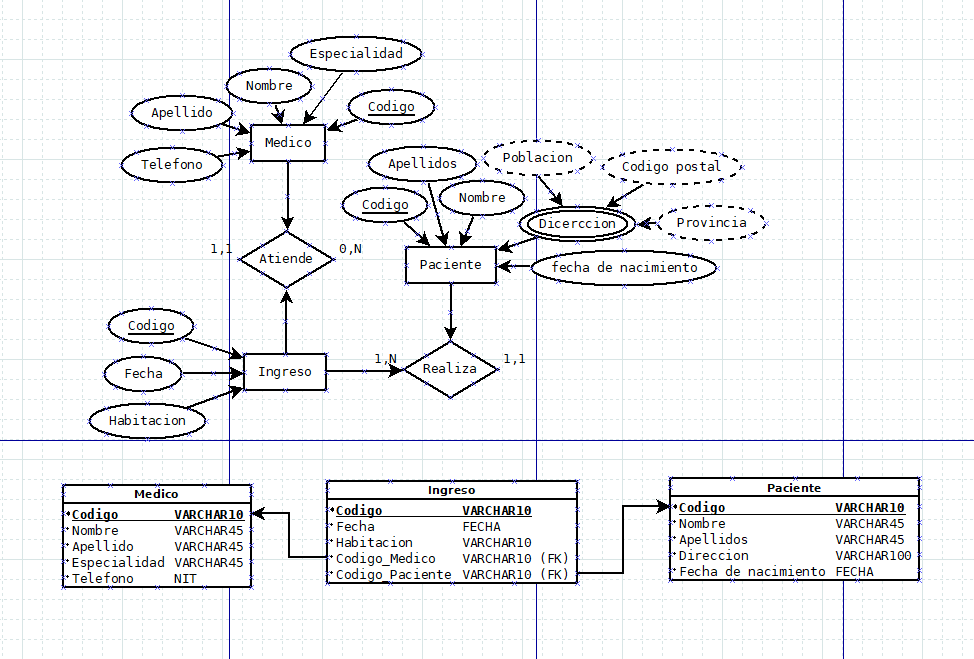 Especialidad
Nombre
Codigo
Apellido
Medico
Telefono
Apellidos
Poblacion
Codigo postal
Codigo
Nombre
Dicerccion
Provincia
1,1
Atiende
0,N
Paciente
fecha de nacimiento
Codigo
Fecha
Ingreso
1,N
Realiza
1,1
Habitacion
Medico
Codigo VARCHAR10
Nombre VARCHAR45
Apellido VARCHAR45
Especialidad VARCHAR45
Telefono NIT
Ingreso
Codigo VARCHAR10
Fecha FECHA
Habitacion VARCHAR10
Codigo_Medico VARCHAR10 (FK)
Codigo_Paciente VARCHAR10 (FK)
Paciente
Codigo VARCHAR10
Nombre VARCHAR45
Apellidos VARCHAR45
Direccion VARCHAR100
Fecha de nacimiento FECHA